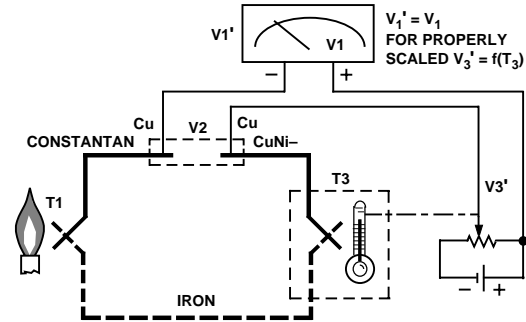 V1'
V1
– +
V1' = V1
FOR PROPERLY
SCALED V3' = f(T3)
Cu
V2
Cu
CONSTANTAN
CuNi–
T1
T3
V3'
IRON
– +